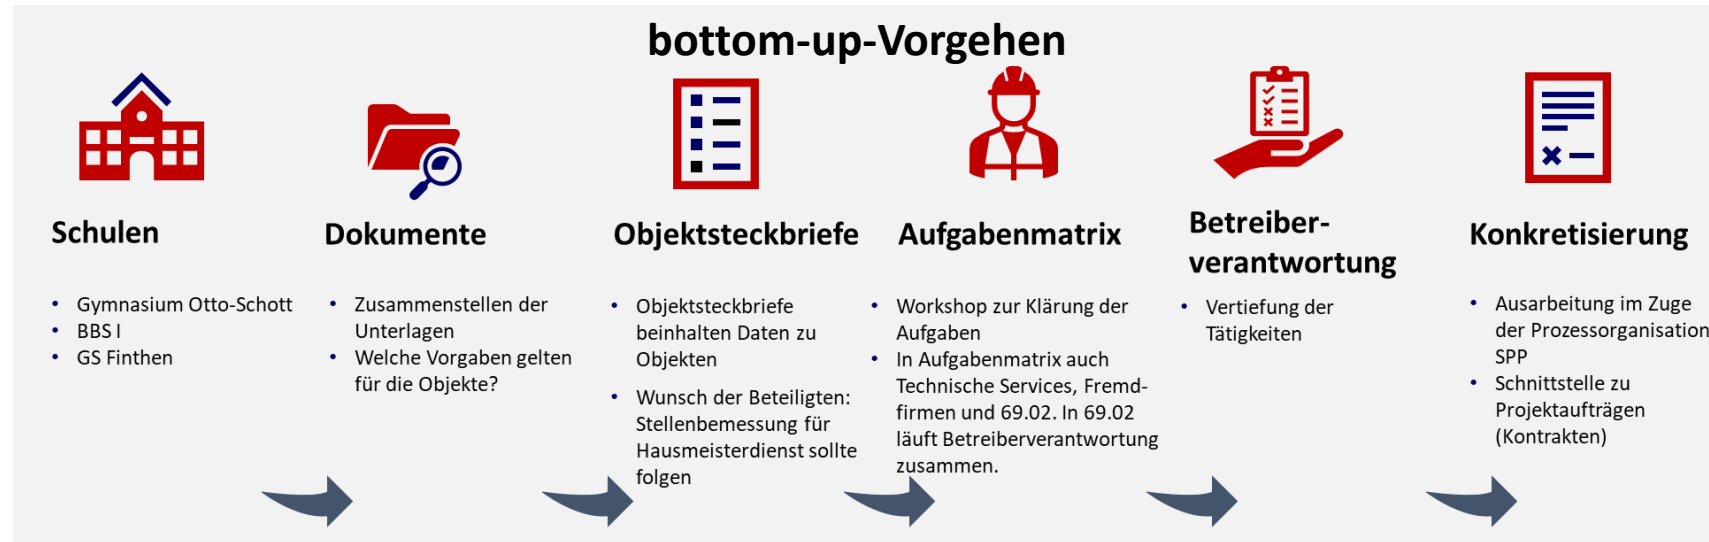 bottom-up-Vorgehen
Schulen
• Gymnasium Otto-Schott
• BBS I
• GS Finthen
Dokumente
• Zusammenstellen der
Unterlagen
• Welche Vorgaben gelten
für die Objekte?
Objektsteckbriefe
• Objektsteckbriefe
beinhalten Daten zu
Objekten
• Wunsch der Beteiligten:
Stellenbemessung für
Hausmeisterdienst sollte
folgen
Aufgabenmatrix
• Workshop zur Klärung der
Aufgaben
• In Aufgabenmatrix auch
Technische Services, Fremd-
firmen und 69.02. In 69.02
läuft Betreiberverantwortung
zusammen.
Betreiber-
verantwortung
• Vertiefung der
Tätigkeiten
Konkretisierung
• Ausarbeitung im Zuge
der Prozessorganisation
SPP
• Schnittstelle zu
Projektaufträgen
(Kontrakten)